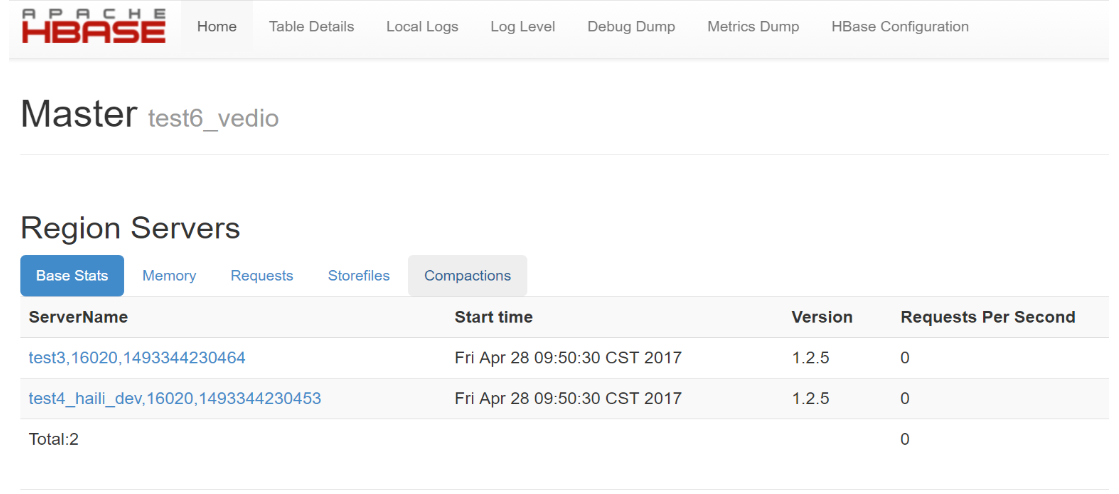 APACHE HBASE Home Table Details Local Logs Log Level Debug Dump Metrics Dump HBase Configuration
Master test6_vedio
Region Servers
Base Stats Memory Requests Storefiles Compactions
ServerName Start time Version Requests Per Second
test3,16020,1493344230464 Fri Apr 28 09:50:30 CST 2017 1.2.5 0
test4_haili_dev,16020,1493344230453 Fri Apr 28 09:50:30 CST 2017 1.2.5 0
Total:2 0